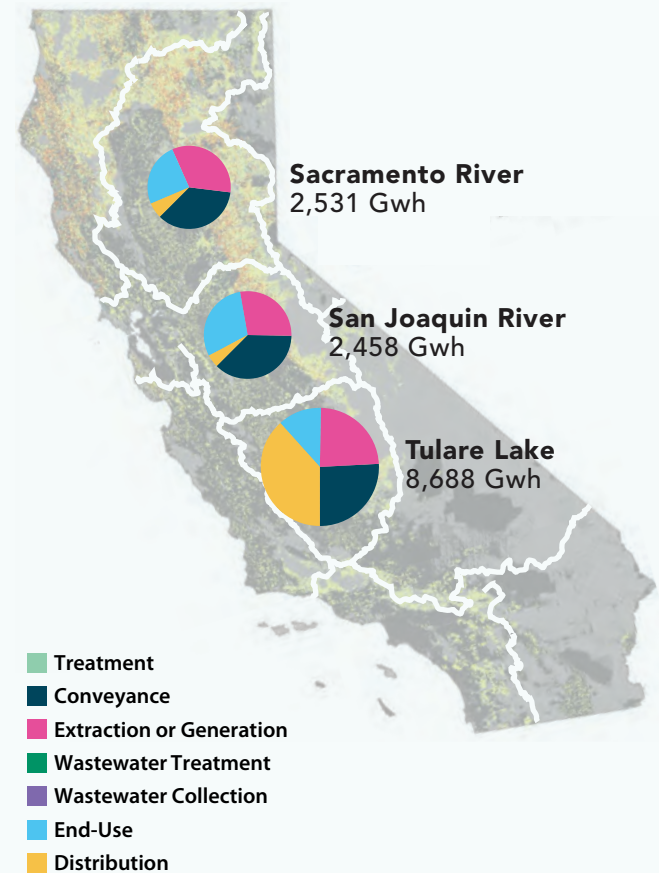 Sacramento River
2,531 Gwh
San Joaquin River
2,458 Gwh
Tulare Lake
8,688 Gwh
Treatment
Conveyance
Extraction or Generation
Wastewater Treatment
Wastewater Collection
End-Use
Distribution